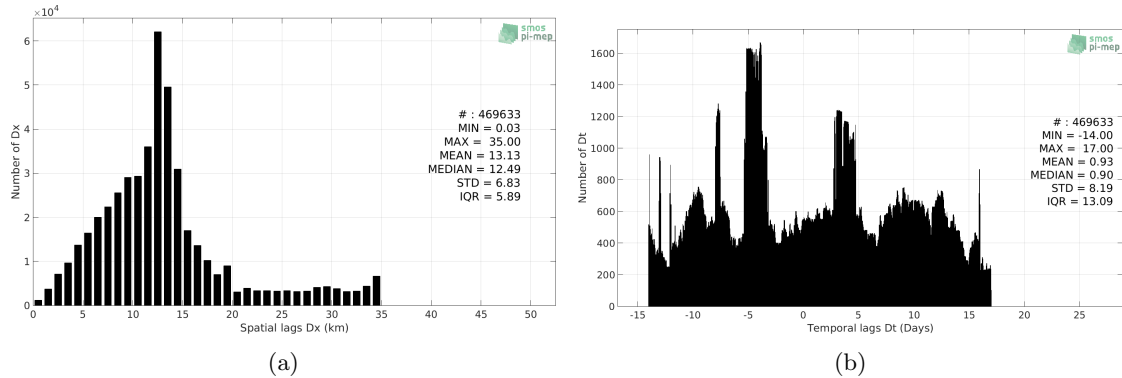 ×10⁴
smos
pi-mep
6
5
4
3
2
1
0
Number of Dx
# : 469633
MIN = 0.03
MAX = 35.00
MEAN = 13.13
MEDIAN = 12.49
STD = 6.83
IQR = 5.89
0 5 10 15 20 25 30 35 40 45 50
Spatial lags Dx (km)
(a)
smos
pi-mep
1600
1400
1200
1000
800
600
400
200
0
Number of Dt
# : 469633
MIN = -14.00
MAX = 17.00
MEAN = 0.93
MEDIAN = 0.90
STD = 8.19
IQR = 13.09
-15 -10 -5 0 5 10 15 20 25
Temporal lags Dt (Days)
(b)